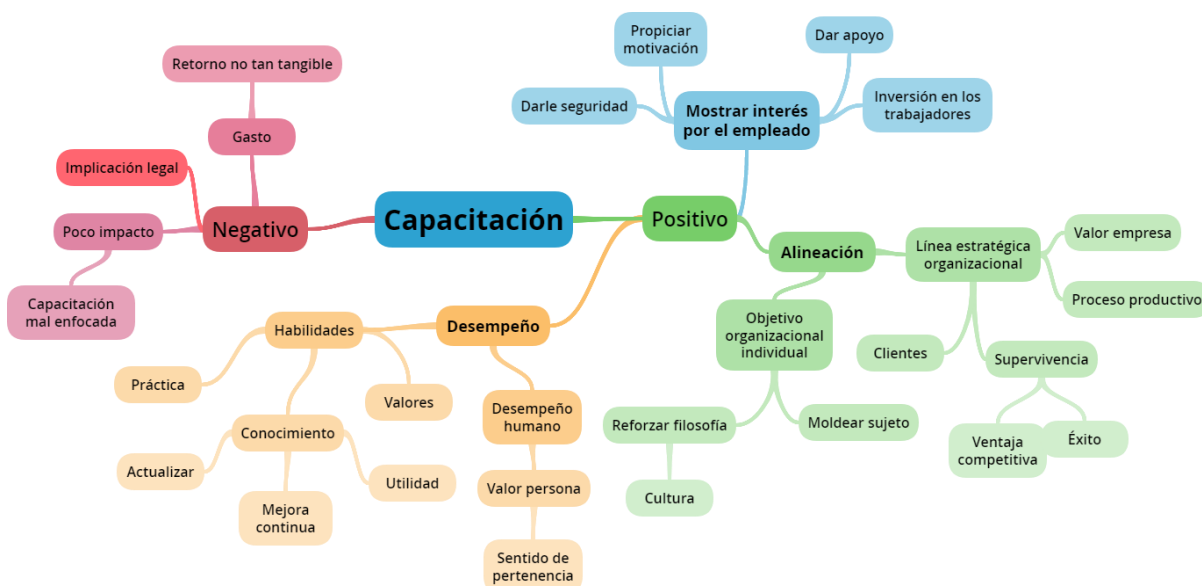 Capacitación
Negativo
Gasto
Retorno no tan tangible
Implicación legal
Poco impacto
Capacitación
mal enfocada
Positivo
Mostrar interés
por el empleado
Propiciar
motivación
Darle seguridad
Dar apoyo
Inversión en los
trabajadores
Alineación
Línea estratégica
organizacional
Valor empresa
Proceso productivo
Clientes
Supervivencia
Ventaja
competitiva
Éxito
Objetivo
organizacional
individual
Reforzar filosofía
Cultura
Moldear sujeto
Desempeño
Habilidades
Práctica
Valores
Conocimiento
Actualizar
Mejora
continua
Utilidad
Desempeño
humano
Valor persona
Sentido de
pertenencia